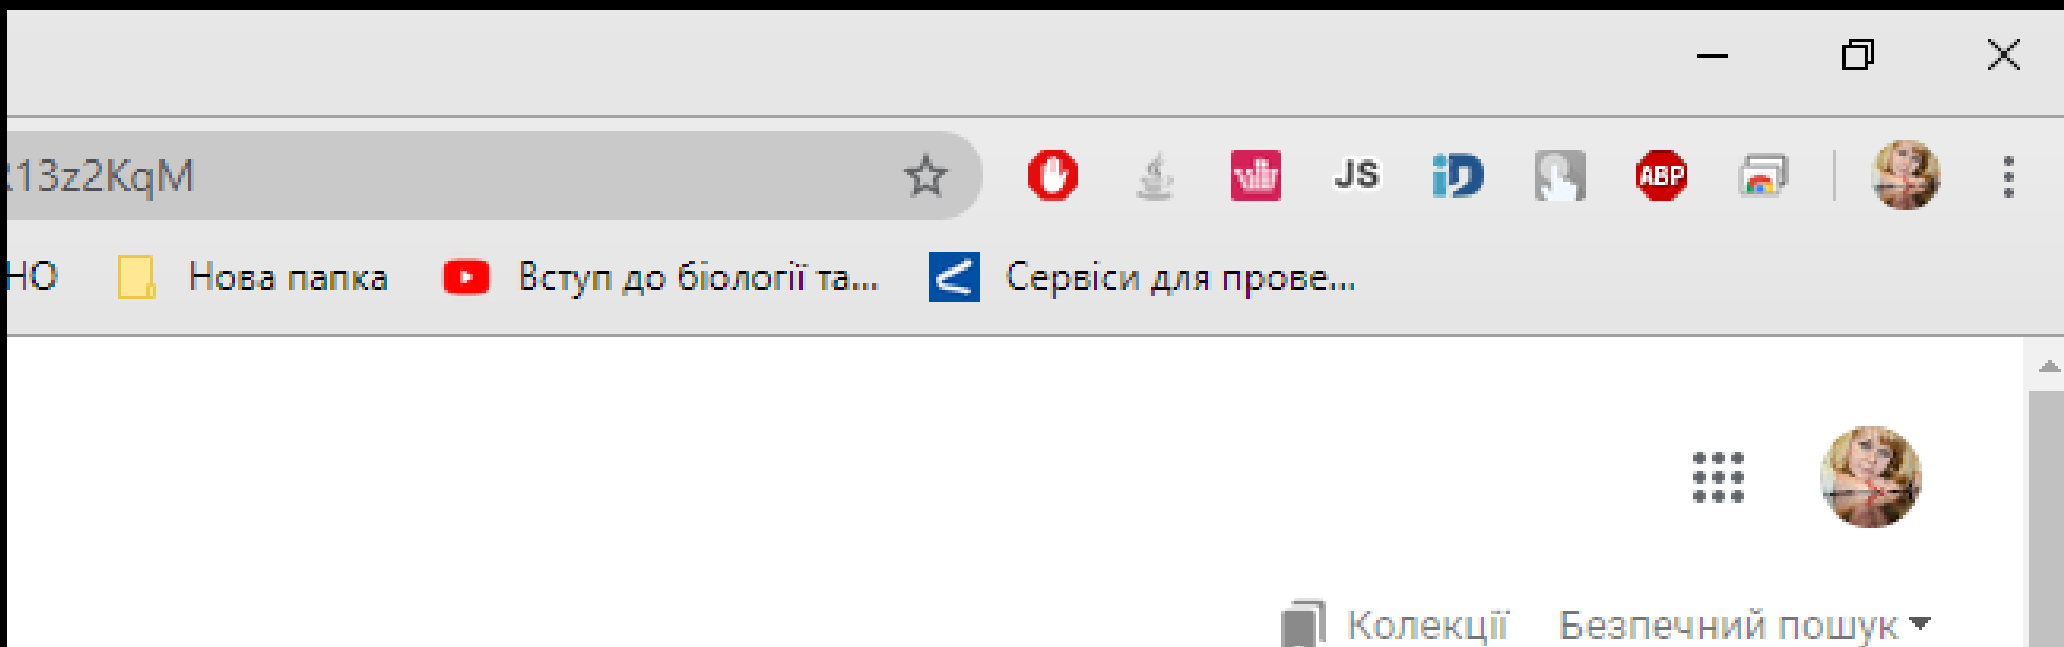 13z2KqM JS ABP
НО Нова папка Вступ до біології та... Сервіси для прове...
Колекції Безпечний пошук